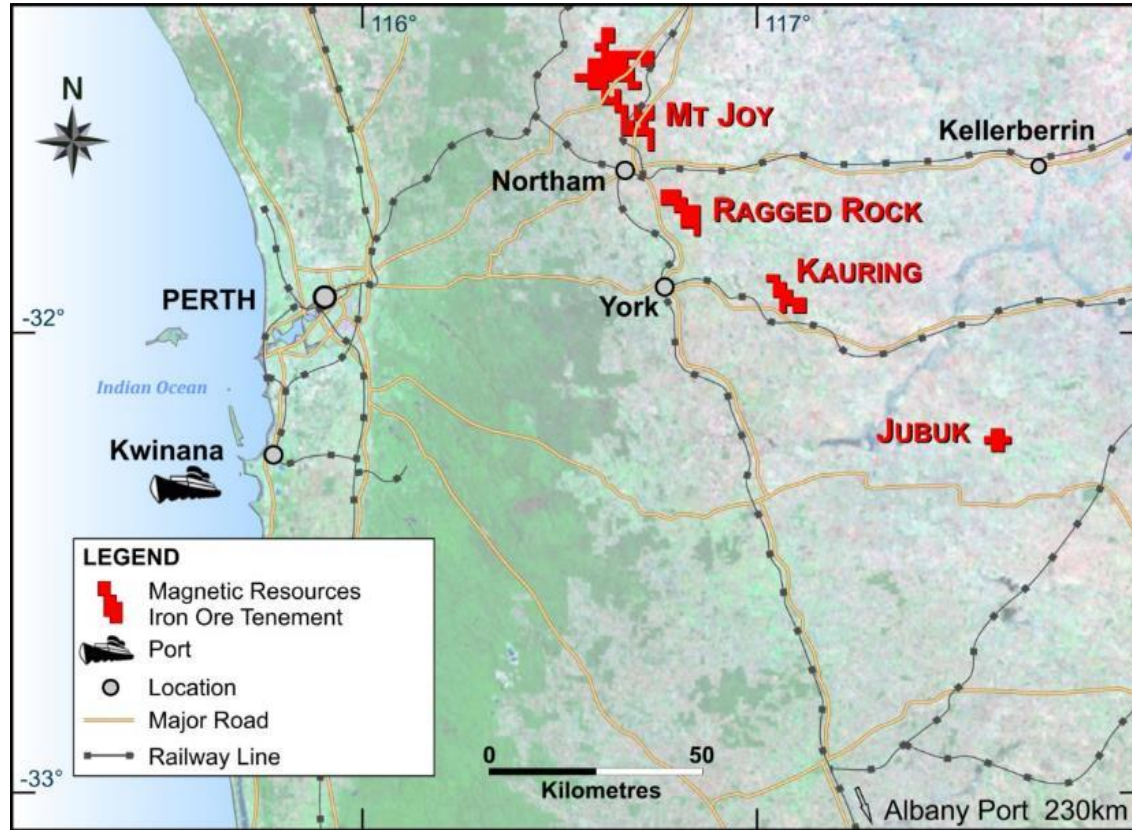 116°
117°
N
MT JOY
Kellerberrin
Northam
RAGGED ROCK
KAURING
PERTH
York
-32°
Indian Ocean
JUBUK
Kwinana
LEGEND
Magnetic Resources
Iron Ore Tenement
Port
Location
Major Road
Railway Line
0 50
Kilometres
-33°
Albany Port 230km